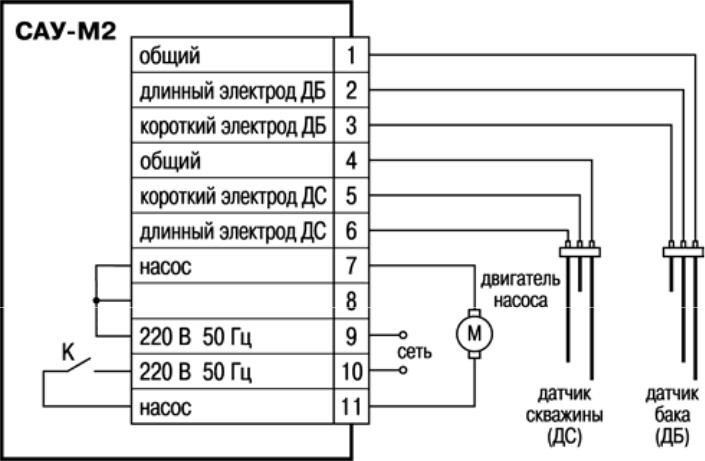 САУ-М2
общий 1
длинный электрод ДБ 2
короткий электрод ДБ 3
общий 4
короткий электрод ДС 5
длинный электрод ДС 6
насос 7
8
220 В 50 Гц 9
К 220 В 50 Гц 10
насос 11
двигатель
насоса
М
сеть
датчик
скважины
(ДС)
датчик
бака
(ДБ)